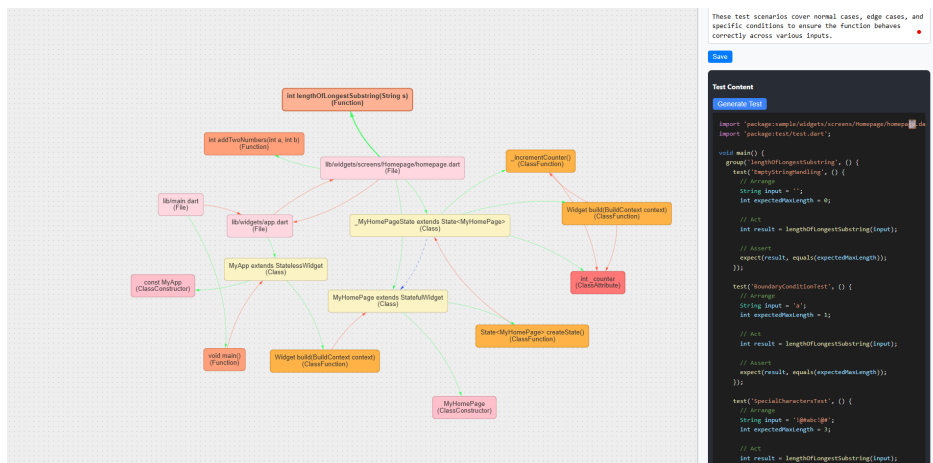 These test scenarios cover normal cases, edge cases, and
specific conditions to ensure the function behaves
correctly across various inputs.
Save
Test Content
Generate Test
import 'package:sample/widgets/screens/Homepage/homepage.da
import 'package:test/test.dart';
void main() {
group('lengthOfLongestSubstring', () {
test('EmptyStringHandling', () {
// Arrange
String input = '';
int expectedMaxLength = 0;
// Act
int result = lengthOfLongestSubstring(input);
// Assert
expect(result, equals(expectedMaxLength));
});
test('BoundaryConditionTest', () {
// Arrange
String input = 'a';
int expectedMaxLength = 1;
// Act
int result = lengthOfLongestSubstring(input);
// Assert
expect(result, equals(expectedMaxLength));
});
test('SpecialCharactersTest', () {
// Arrange
String input = '!@#abc!@#';
int expectedMaxLength = 3;
// Act
int result = lengthOfLongestSubstring(input);
int lengthOfLongestSubstring(String s)
(Function)
int addTwoNumbers(int a, int b)
(Function)
lib/widgets/screens/Homepage/homepage.dart
(File)
_incrementCounter()
(ClassFunction)
lib/main.dart
(File)
lib/widgets/app.dart
(File)
_MyHomePageState extends State<MyHomePage>
(Class)
Widget build(BuildContext context)
(ClassFunction)
MyApp extends StatelessWidget
(Class)
const MyApp
(ClassConstructor)
int _counter
(ClassAttribute)
MyHomePage extends StatefulWidget
(Class)
State<MyHomePage> createState()
(ClassFunction)
void main()
(Function)
Widget build(BuildContext context)
(ClassFunction)
MyHomePage
(ClassConstructor)